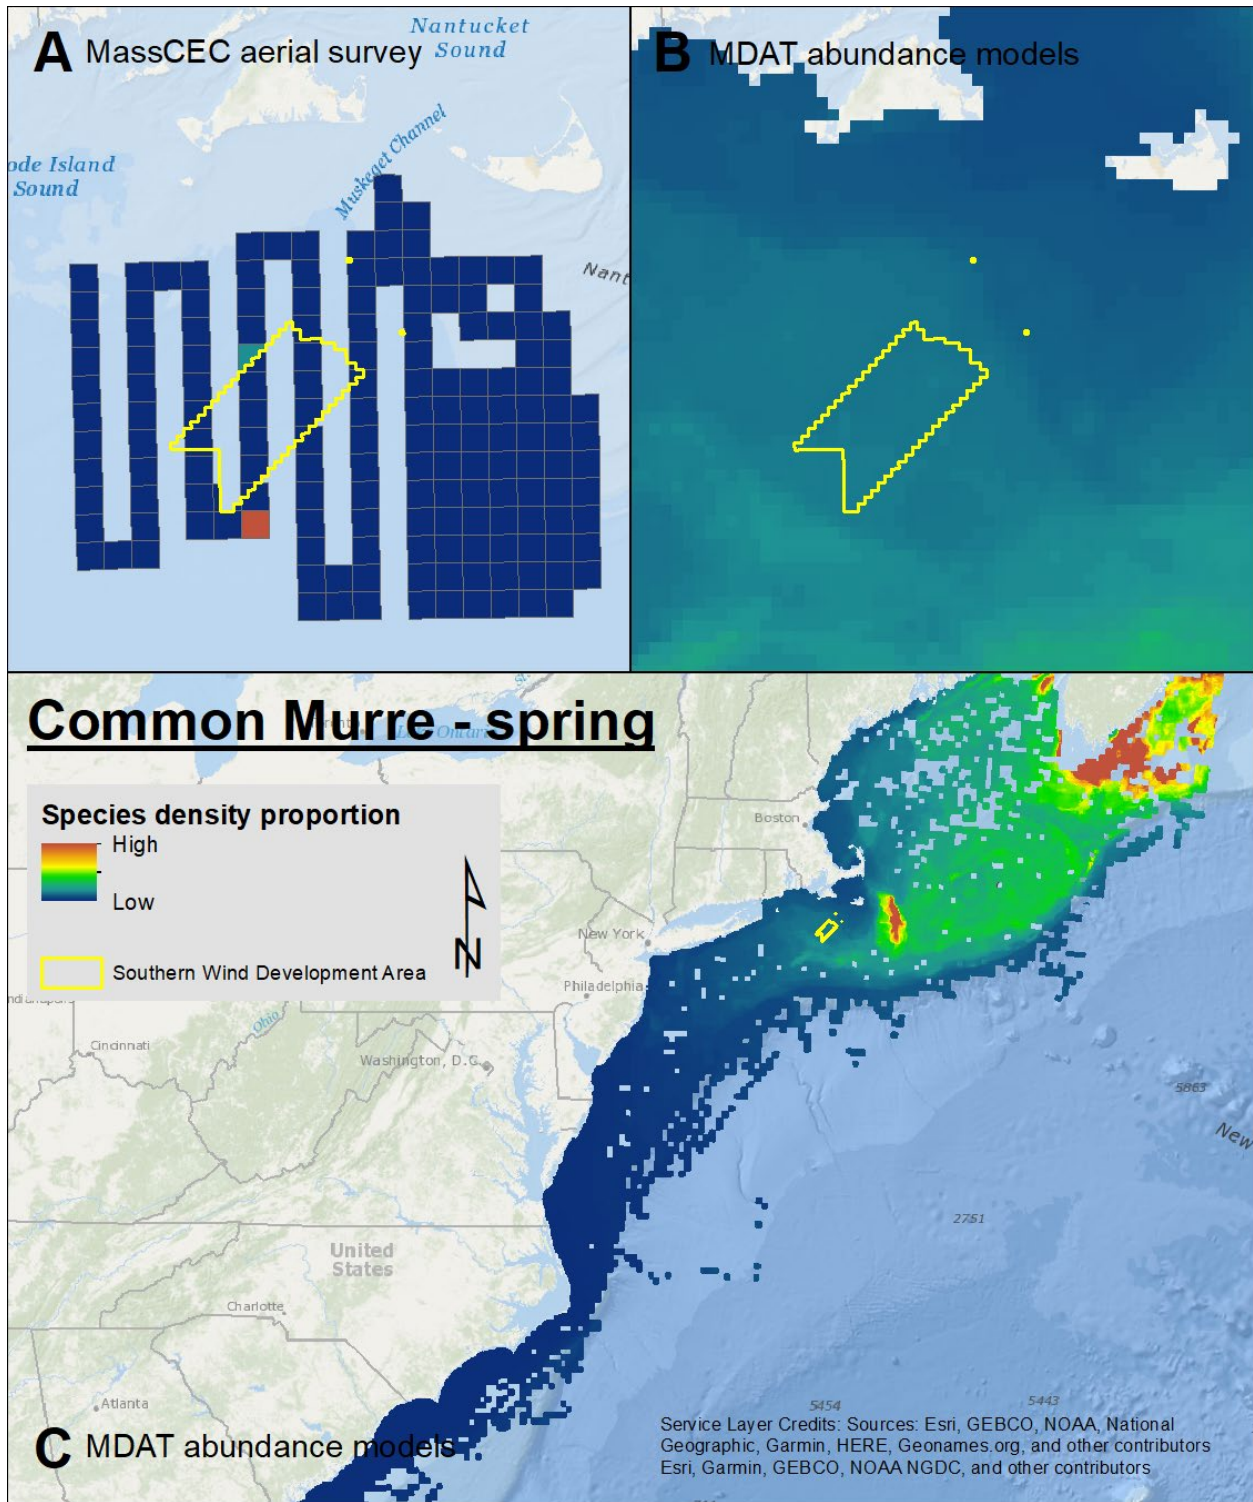 A MassCEC aerial survey
Nantucket
Sound
ode Island
Sound
Muskeget Channel
Nant
B MDAT abundance models
Common Murre - spring
Species density proportion
High
Low
N
Southern Wind Development Area
Boston
New York
Philadelphia
Ohio
Cincinnati
Washington, D.C.
5863
New
2751
United
States
Charlotte
Atlanta
5454
5443
C MDAT abundance models
Service Layer Credits: Sources: Esri, GEBCO, NOAA, National
Geographic, Garmin, HERE, Geonames.org, and other contributors
Esri, Garmin, GEBCO, NOAA NGDC, and other contributors